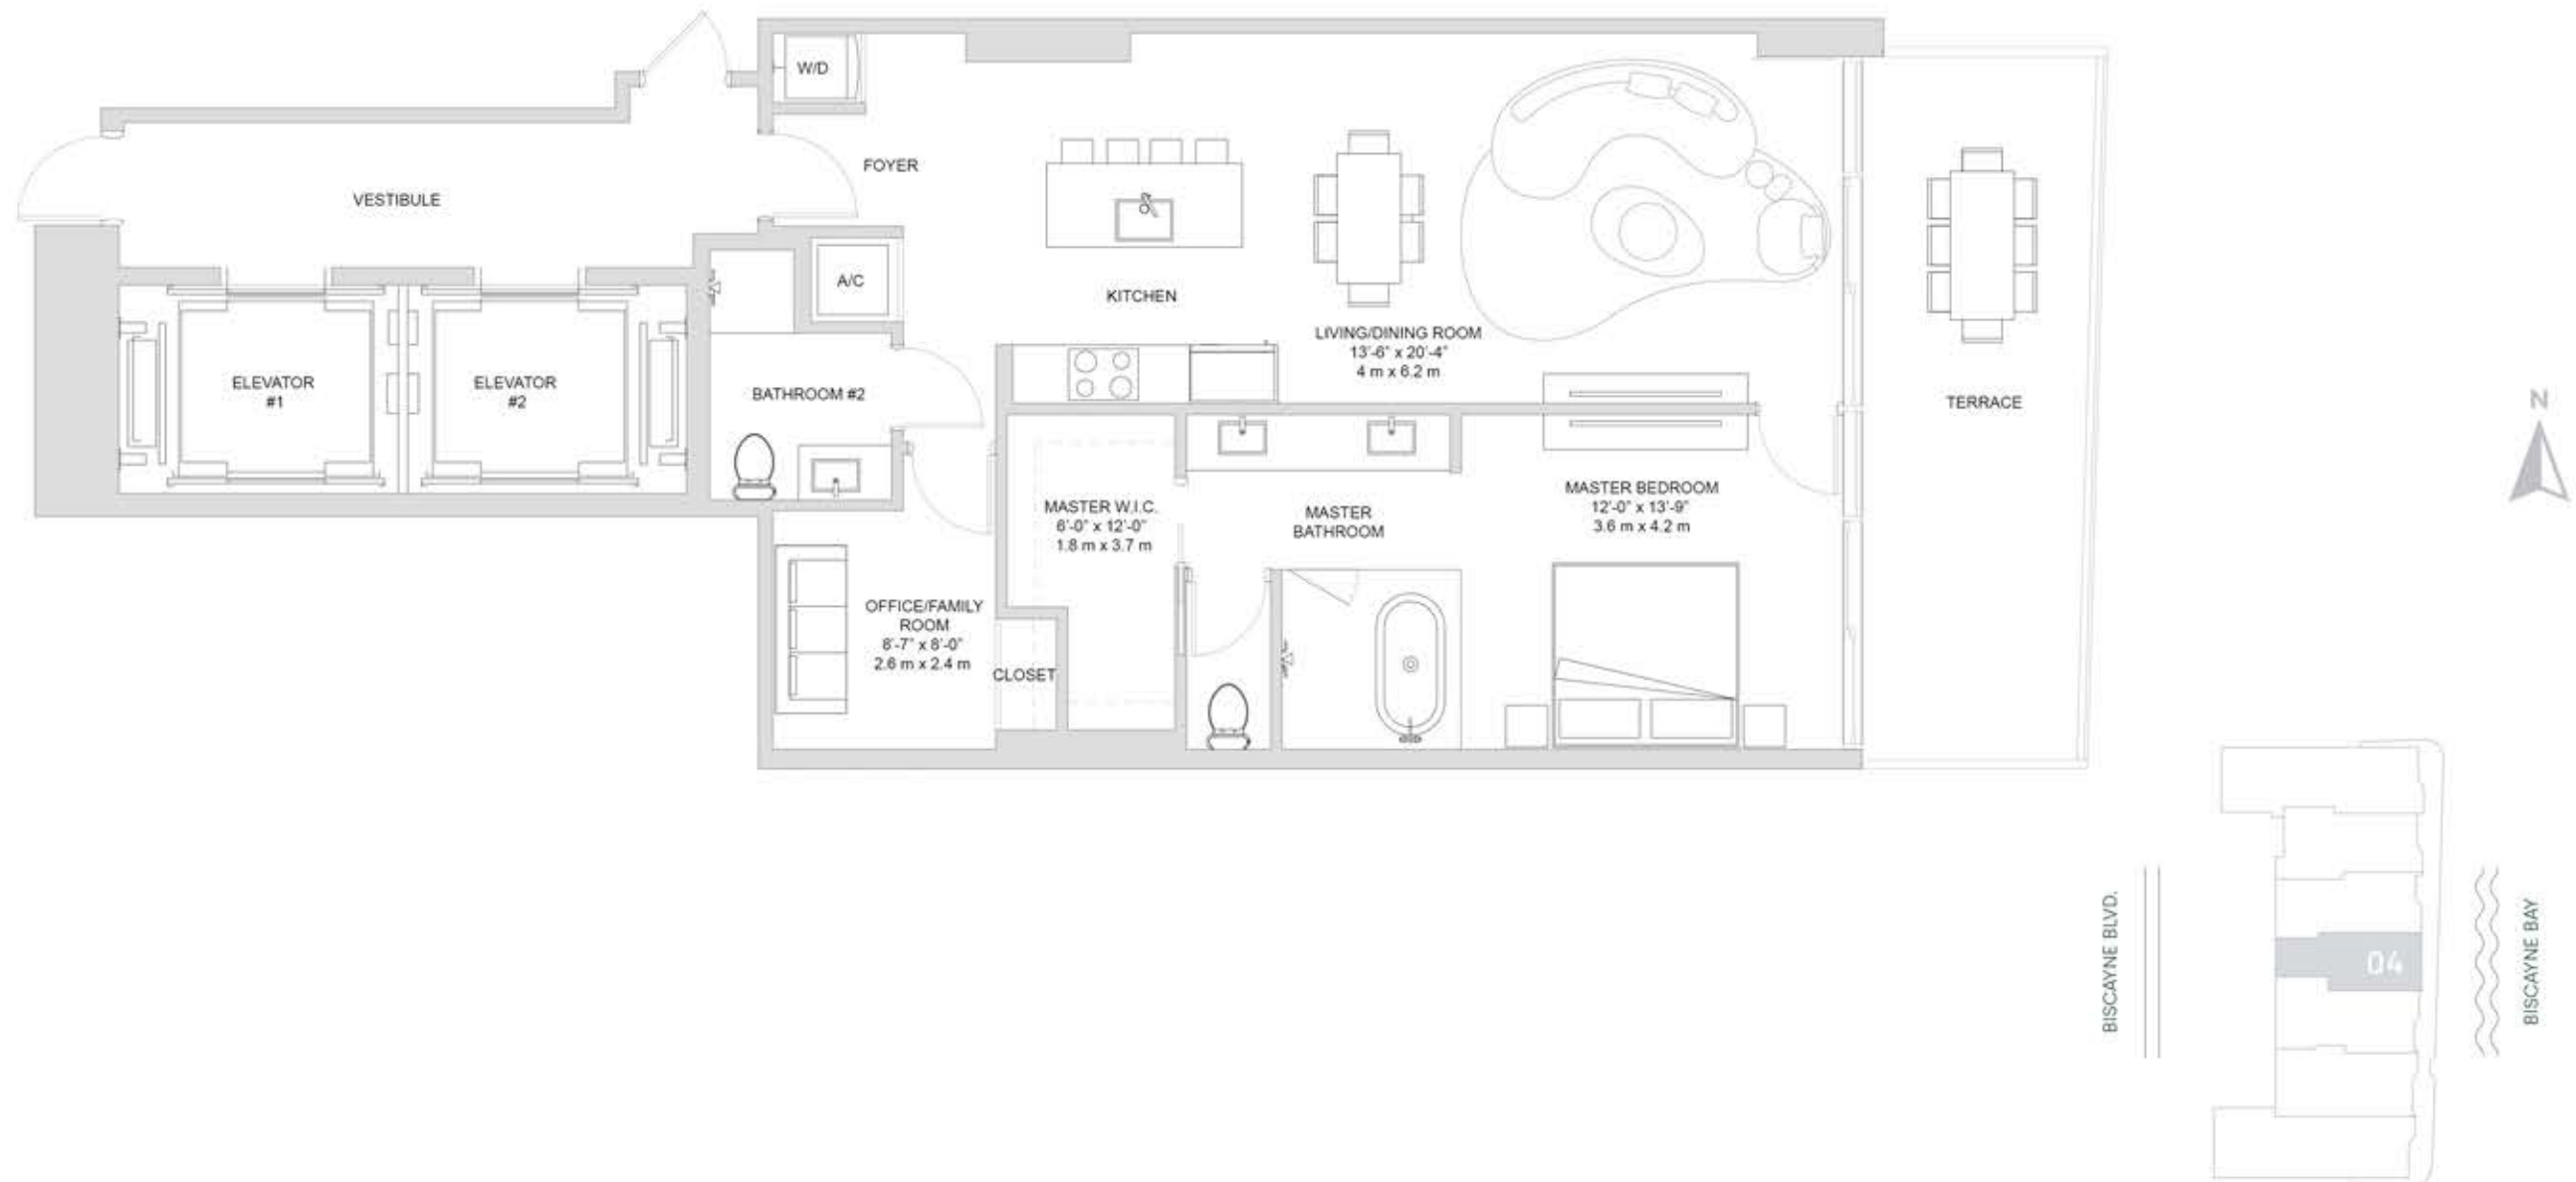 W/D
FOYER
VESTIBULE
A/C
KITCHEN
LIVING/DINING ROOM
13'-6" x 20'-4"
4 m x 6.2 m
ELEVATOR
#1
ELEVATOR
#2
BATHROOM #2
TERRACE
N
MASTER W.I.C.
6'-0" x 12'-0"
1.8 m x 3.7 m
MASTER
BATHROOM
MASTER BEDROOM
12'-0" x 13'-9"
3.6 m x 4.2 m
OFFICE/FAMILY
ROOM
8'-7" x 8'-0"
2.6 m x 2.4 m
CLOSET
BISCAYNE BLVD.
04
BISCAYNE BAY